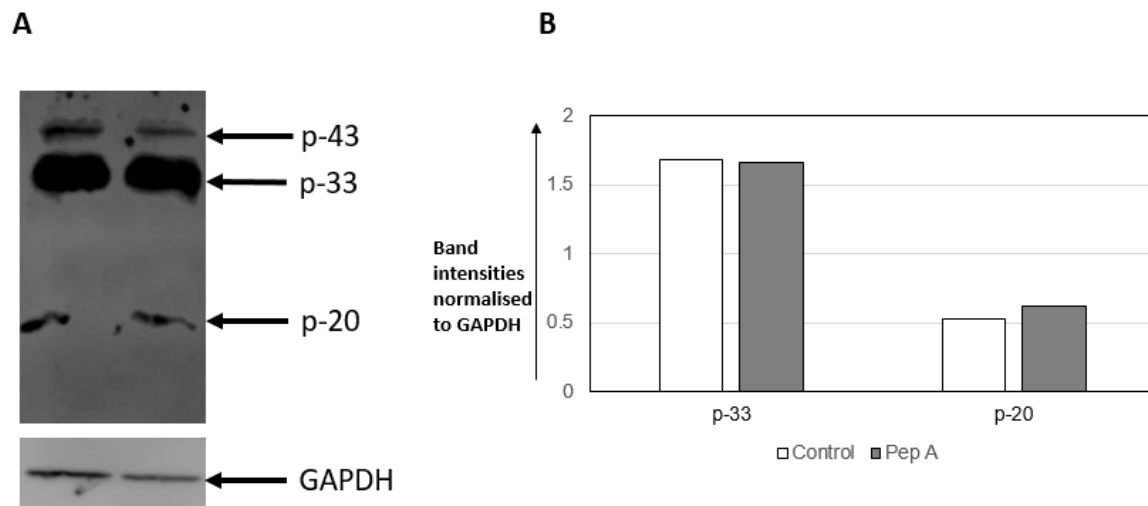 A
p-43
p-33
p-20
GAPDH
B
Band
intensities
normalised
to GAPDH
2
1.5
1
0.5
0
p-33
p-20
Control
Pep A